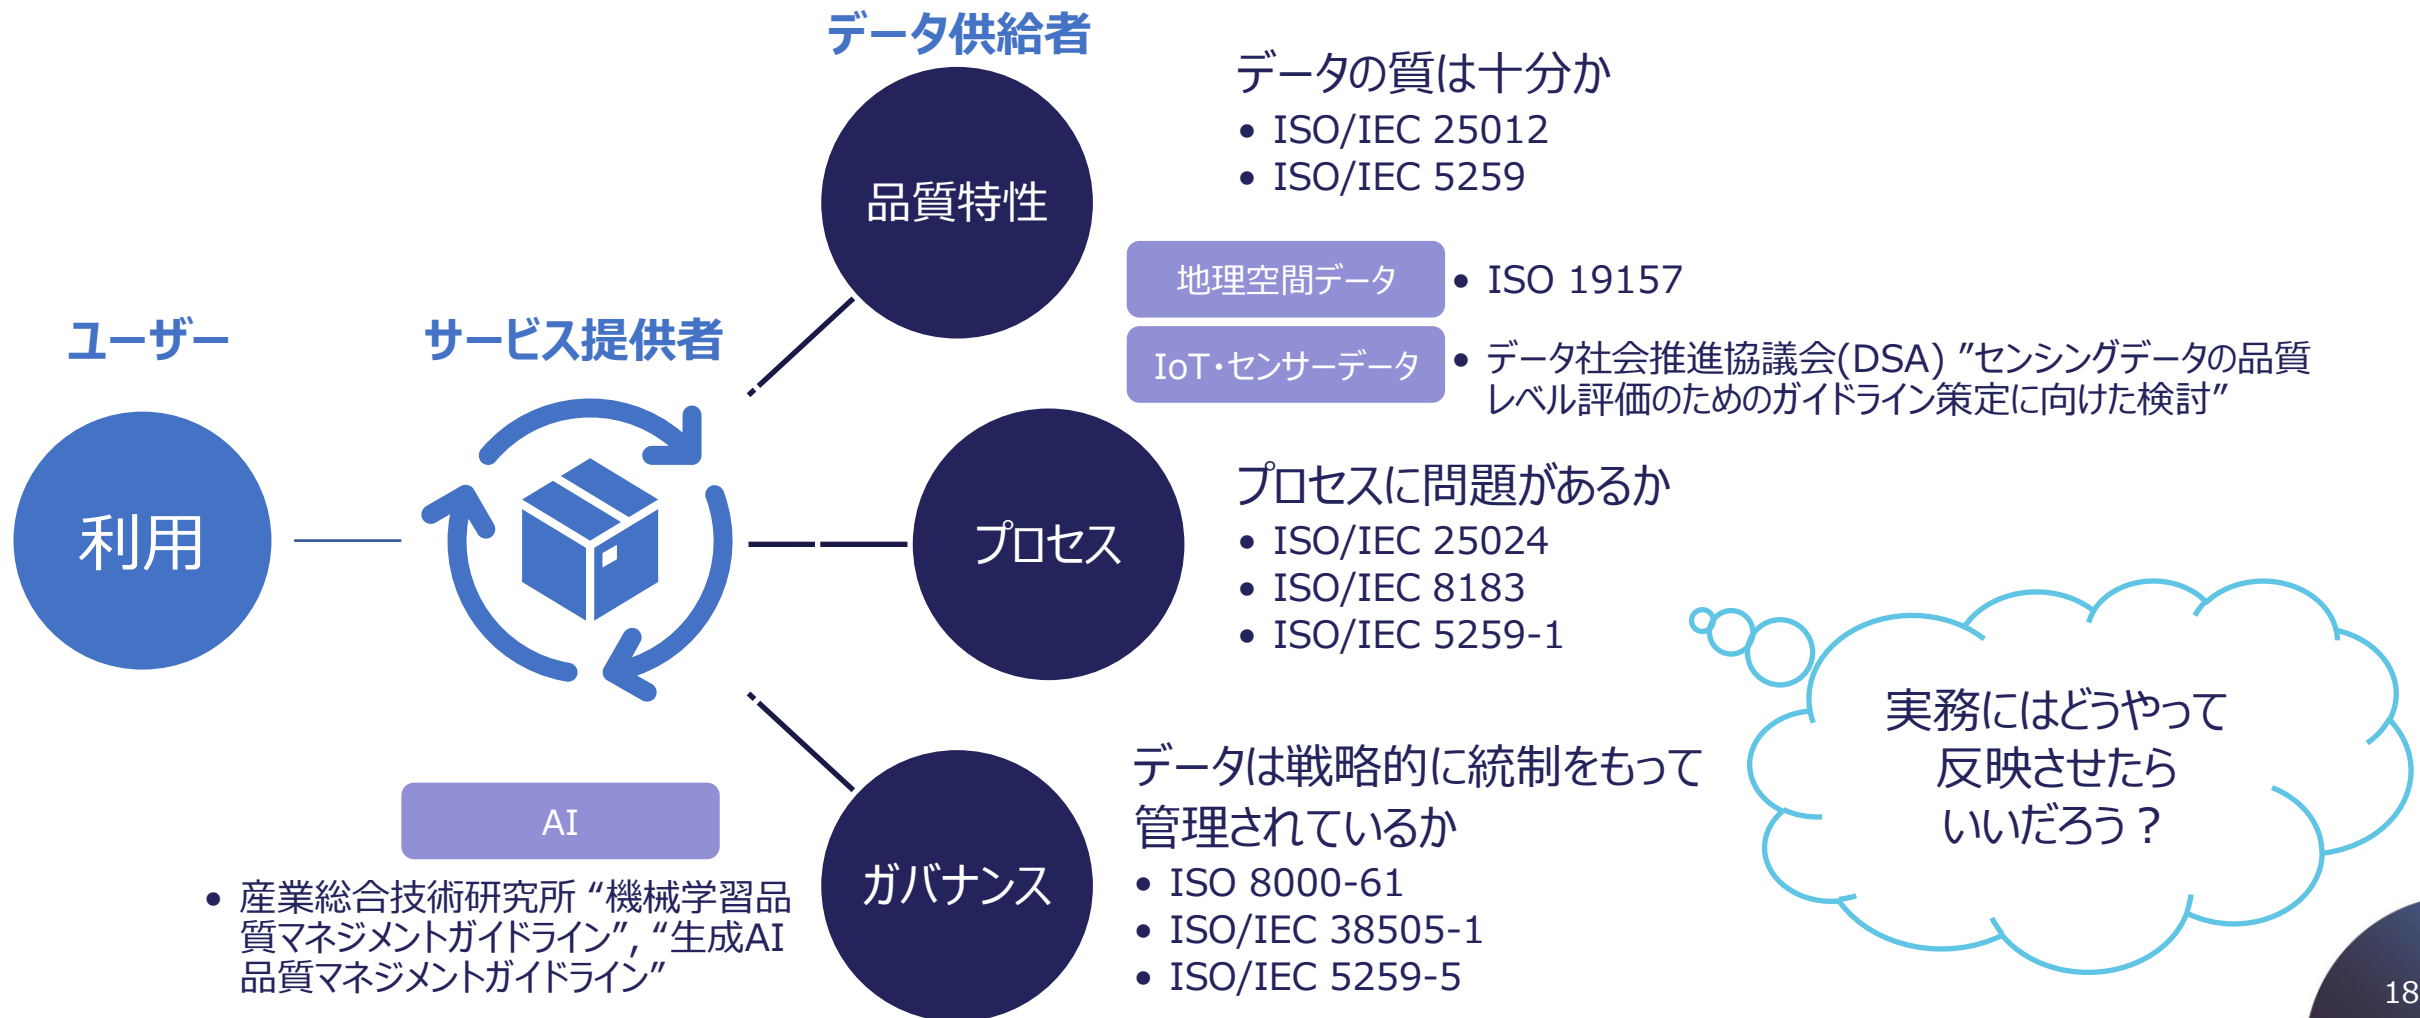 データ供給者
品質特性
データの質は十分か
• ISO/IEC 25012
• ISO/IEC 5259
地理空間データ
• ISO 19157
IoT・センサーデータ
• データ社会推進協議会(DSA) ”センシングデータの品質
レベル評価のためのガイドライン策定に向けた検討”
ユーザー
利用
サービス提供者
プロセス
プロセスに問題があるか
• ISO/IEC 25024
• ISO/IEC 8183
• ISO/IEC 5259-1
ガバナンス
データは戦略的に統制をもって
管理されているか
• ISO 8000-61
• ISO/IEC 38505-1
• ISO/IEC 5259-5
AI
• 産業総合技術研究所 “機械学習品
質マネジメントガイドライン”, “生成AI
品質マネジメントガイドライン”
実務にはどうやって
反映させたら
いいだろう？
18